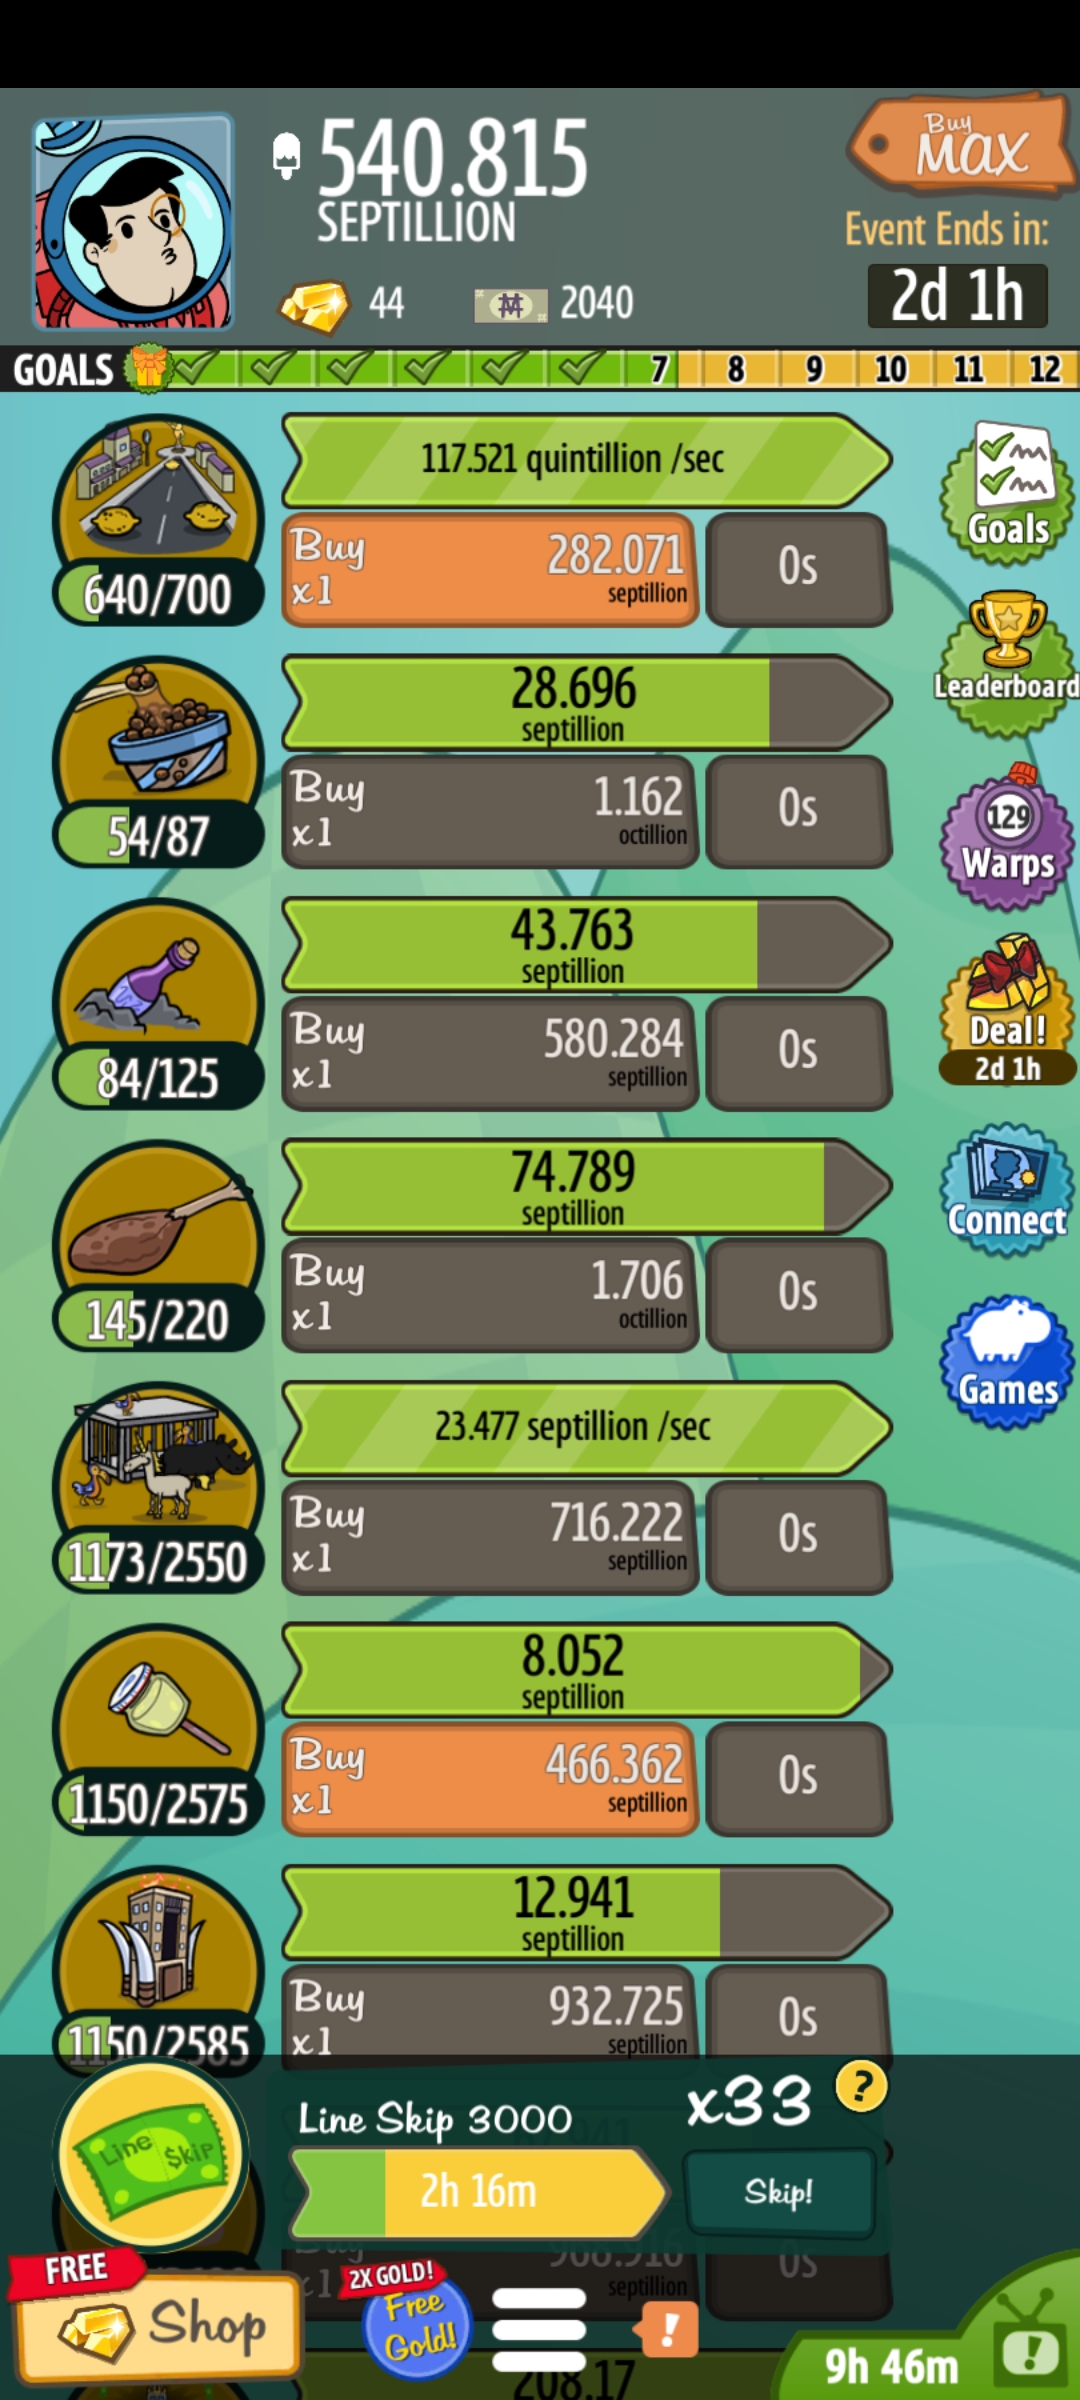 540.815
SEPTILLION
Buy
MAX
Event Ends in:
2d 1h
44
2040
GOALS
7
8
9
10
11
12
117.521 quintillion /sec
Buy
x1
282.071
septillion
0s
640/700
Goals
28.696
septillion
Leaderboard
Buy
x1
1.162
octillion
0s
54/87
129
Warps
43.763
septillion
Buy
x1
580.284
septillion
0s
84/125
Deal!
2d 1h
74.789
septillion
Connect
Buy
x1
1.706
octillion
0s
145/220
Games
23.477 septillion /sec
Buy
x1
716.222
septillion
0s
1173/2550
8.052
septillion
Buy
x1
466.362
septillion
0s
1150/2575
12.941
septillion
Buy
x1
932.725
septillion
0s
1150/2585
Line Skip 3000
x33
?
Line $kip
2h 16m
Skip!
septillion
0s
FREE
Shop
2X GOLD!
Free
Gold!
!
9h 46m
!
208.17